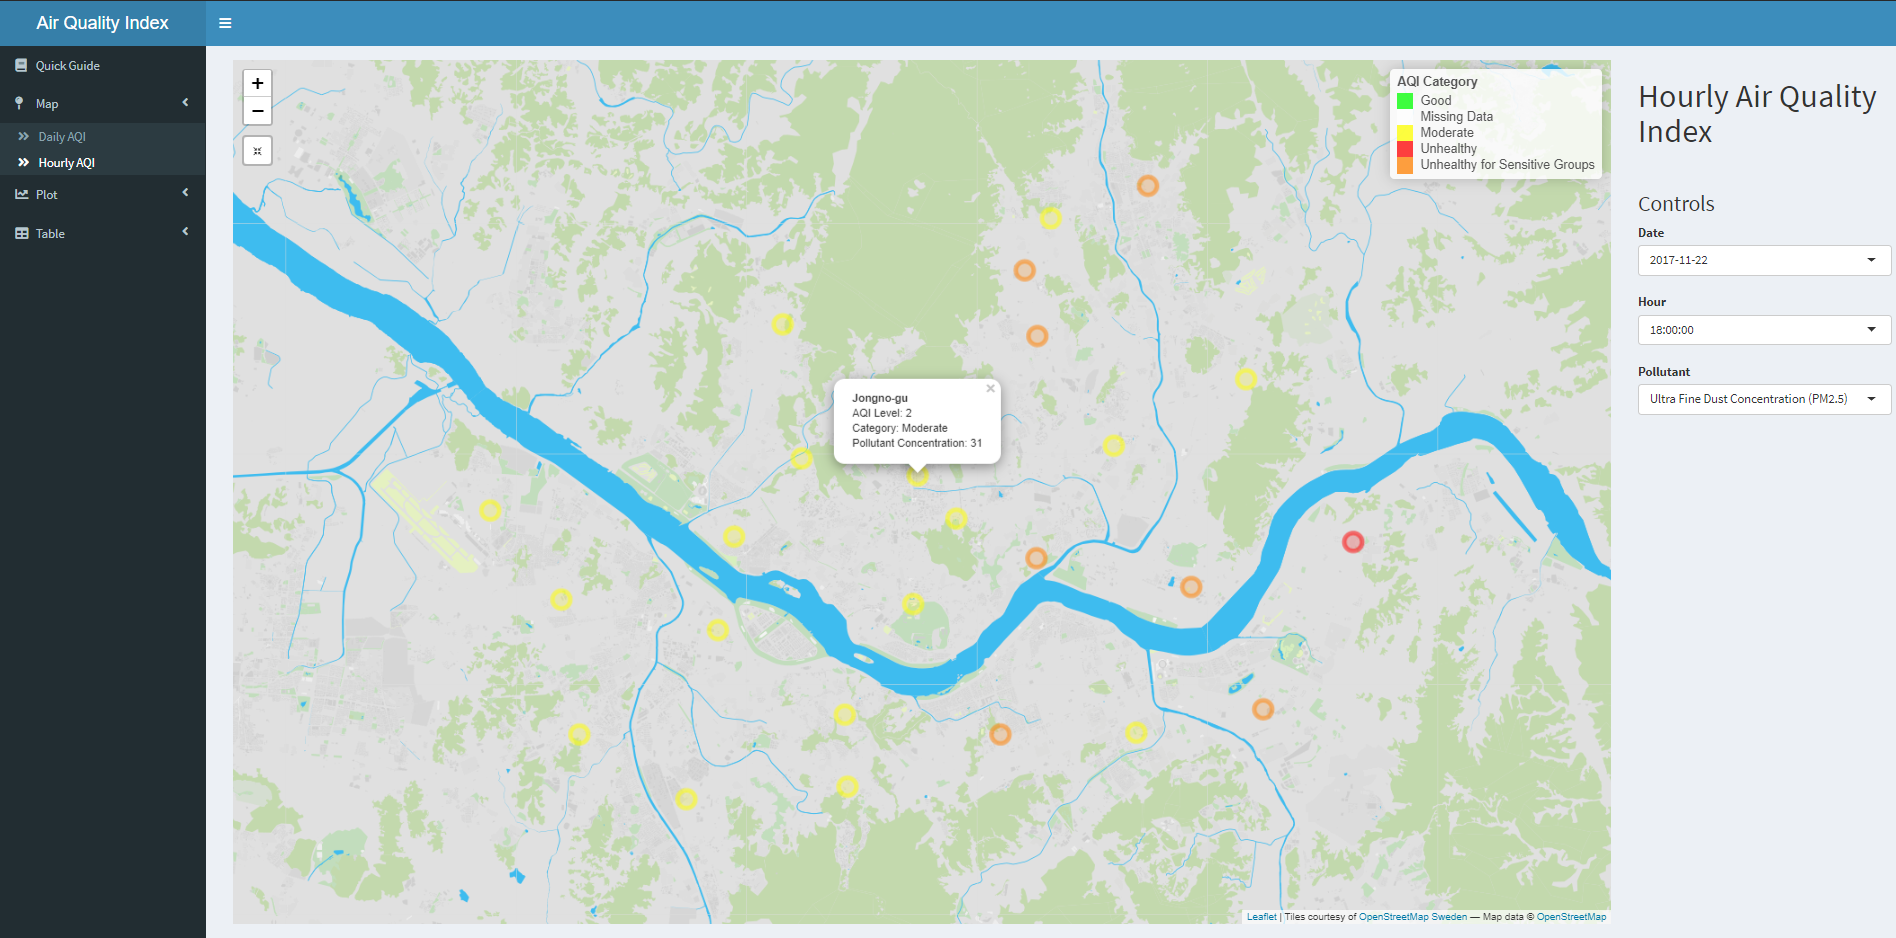 Air Quality Index
Quick Guide
Map
Daily AQI
Hourly AQI
Plot
Table
+
−
AQI Category
Good
Missing Data
Moderate
Unhealthy
Unhealthy for Sensitive Groups
Jongno-gu
AQI Level: 2
Category: Moderate
Pollutant Concentration: 31
×
Leaflet | Tiles courtesy of OpenStreetMap Sweden — Map data © OpenStreetMap
Hourly Air Quality
Index
Controls
Date
2017-11-22
Hour
18:00:00
Pollutant
Ultra Fine Dust Concentration (PM2.5)